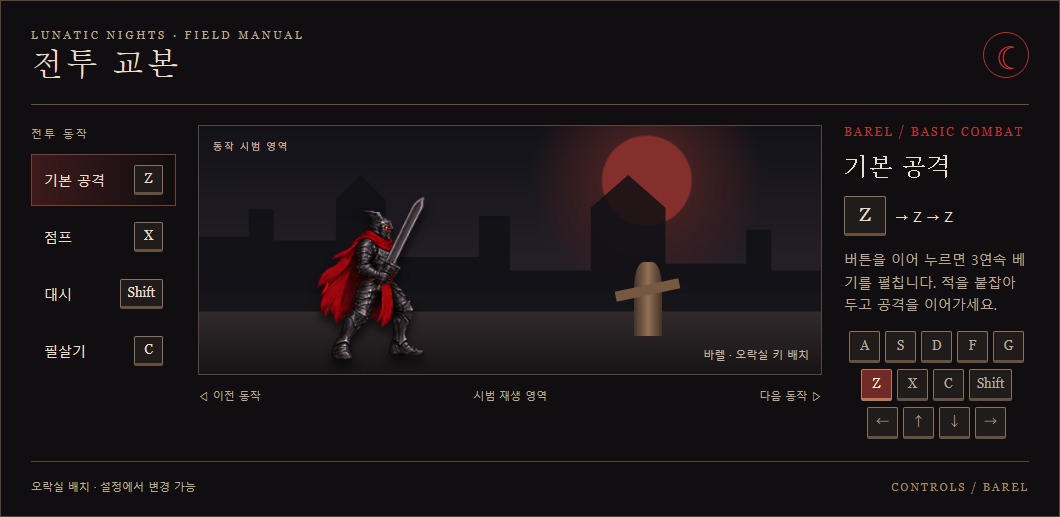 LUNATIC NIGHTS · FIELD MANUAL
전투 교본
전투 동작
기본 공격 Z
점프 X
대시 Shift
필살기 C
동작 시범 영역
바렐 · 오락실 키 배치
◁ 이전 동작
시범 재생 영역
다음 동작 ▷
BAREL / BASIC COMBAT
기본 공격
Z → Z → Z
버튼을 이어 누르면 3연속 베
기를 펼칩니다. 적을 붙잡아
두고 공격을 이어가세요.
A S D F G
Z X C Shift
← ↑ ↓ →
오락실 배치 · 설정에서 변경 가능
CONTROLS / BAREL